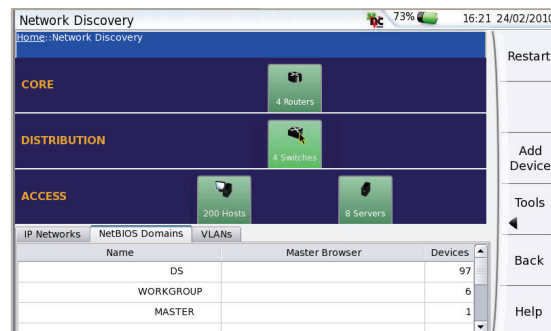 Network Discovery 73% 16:21 24/02/2010
Home::Network Discovery
Restart
CORE
4 Routers
DISTRIBUTION
4 Switches
Add
Device
ACCESS
200 Hosts 8 Servers
Tools
IP Networks NetBIOS Domains VLANs
Name Master Browser Devices
DS 97
Back
WORKGROUP 6
MASTER 1
Help